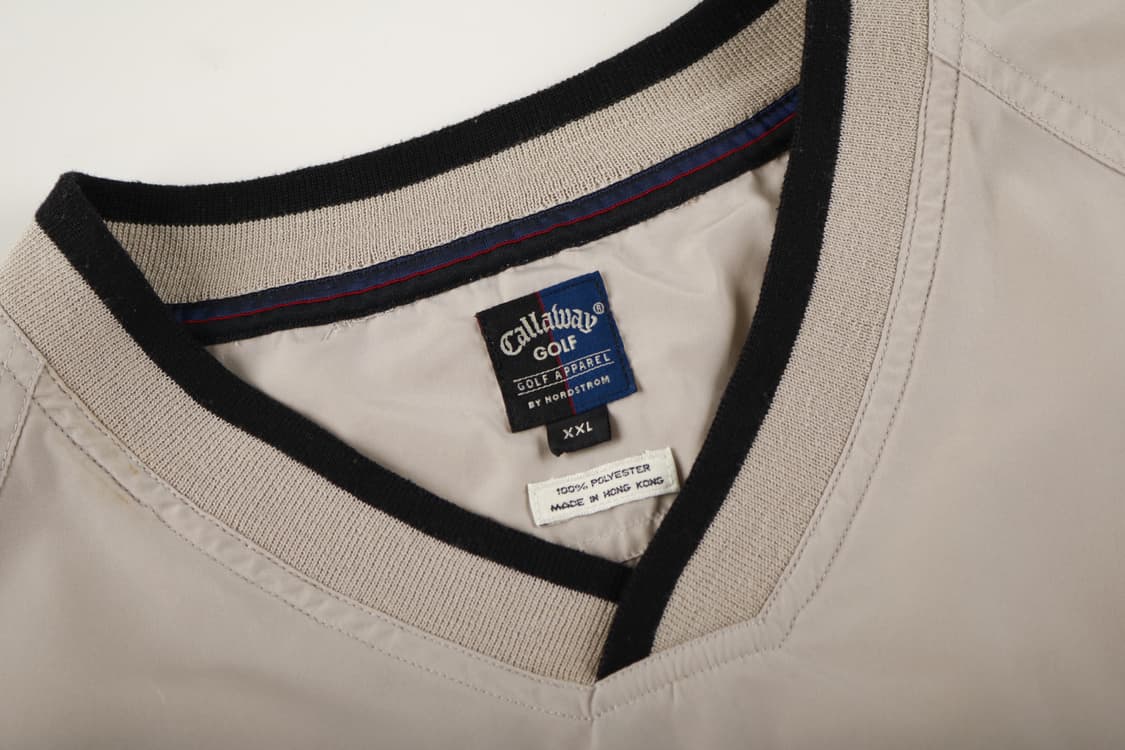 Callaway®
GOLF
GOLF APPAREL
BY NORDSTROM
XXL
100% POLYESTER
MADE IN HONG KONG